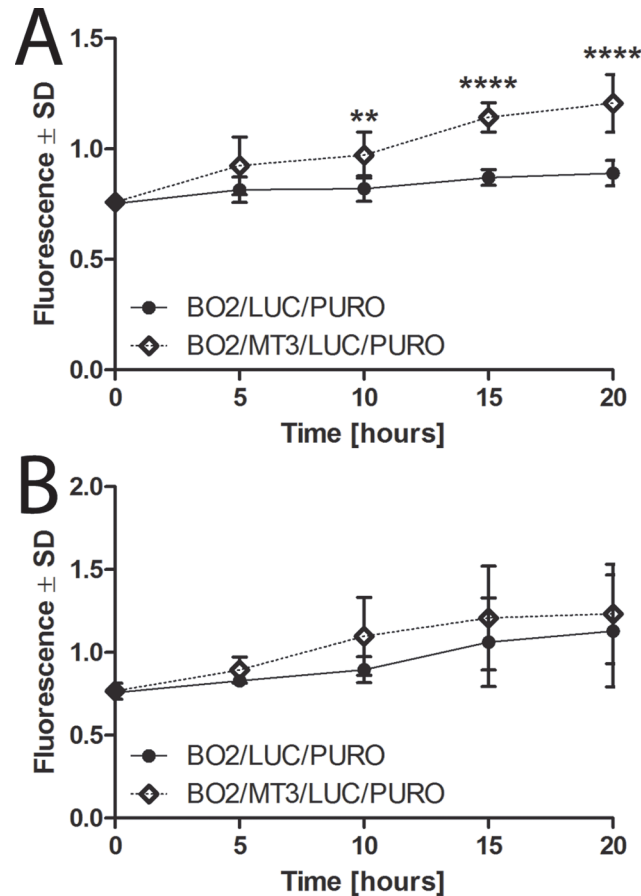 A
Fluorescence ± SD
1.5
1.0
0.5
0.0
**
****
****
BO2/LUC/PURO
BO2/MT3/LUC/PURO
0 5 10 15 20
Time [hours]
B
Fluorescence ± SD
2.0
1.5
1.0
0.5
0.0
BO2/LUC/PURO
BO2/MT3/LUC/PURO
0 5 10 15 20
Time [hours]